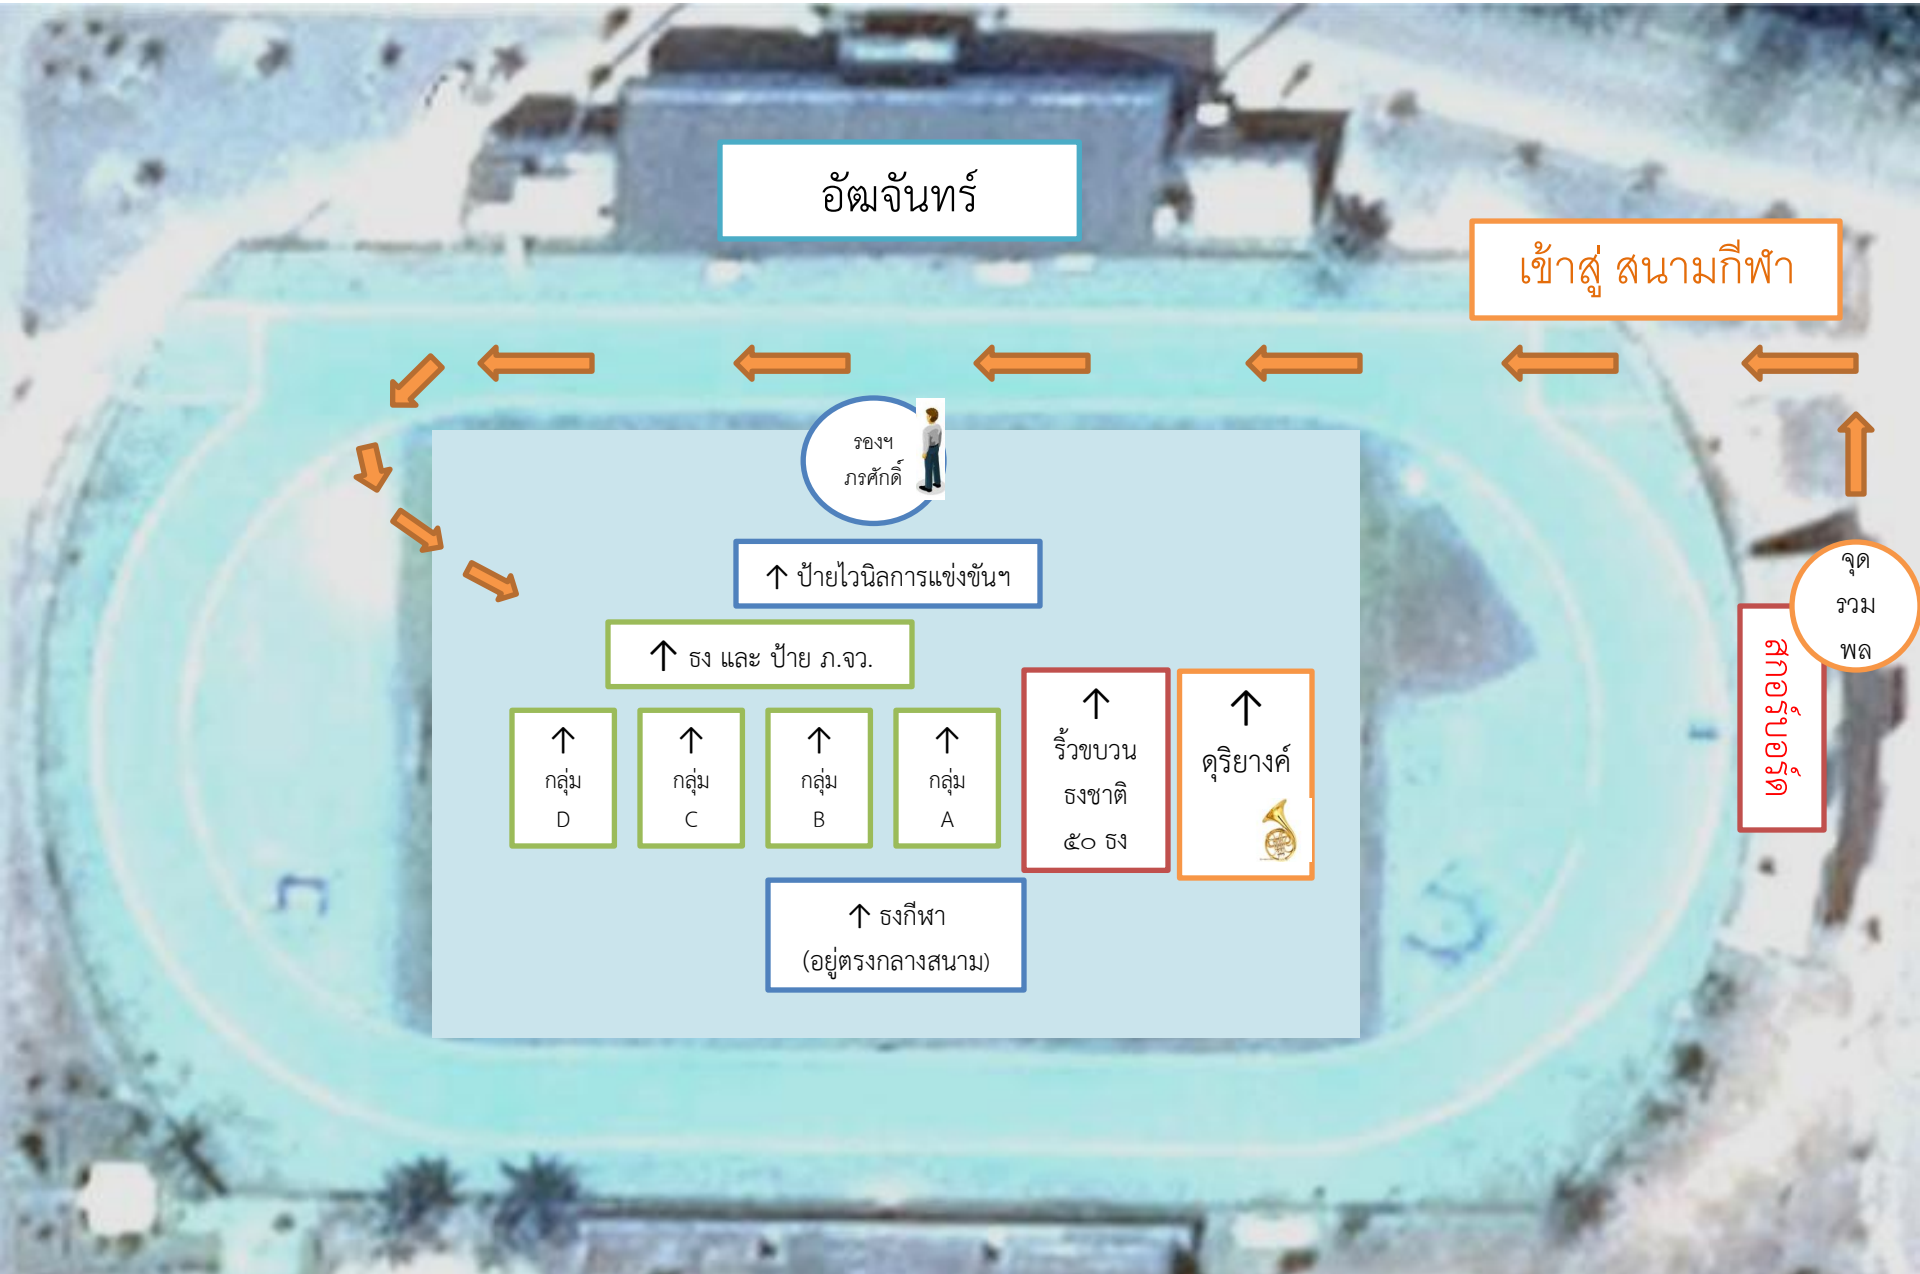 อัฒจันทร์
เข้าสู่ สนามกีฬา
รองฯ
ภรศักดิ์
↑ ป้ายไวนิลการแข่งขันฯ
↑ ธง และ ป้าย ภ.จว.
↑
กลุ่ม
D
↑
กลุ่ม
C
↑
กลุ่ม
B
↑
กลุ่ม
A
↑
ริ้วขบวน
ธงชาติ
๕๐ ธง
↑
ดุริยางค์
↑ ธงกีฬา
(อยู่ตรงกลางสนาม)
จุด
รวม
พล
สกอร์บอร์ด